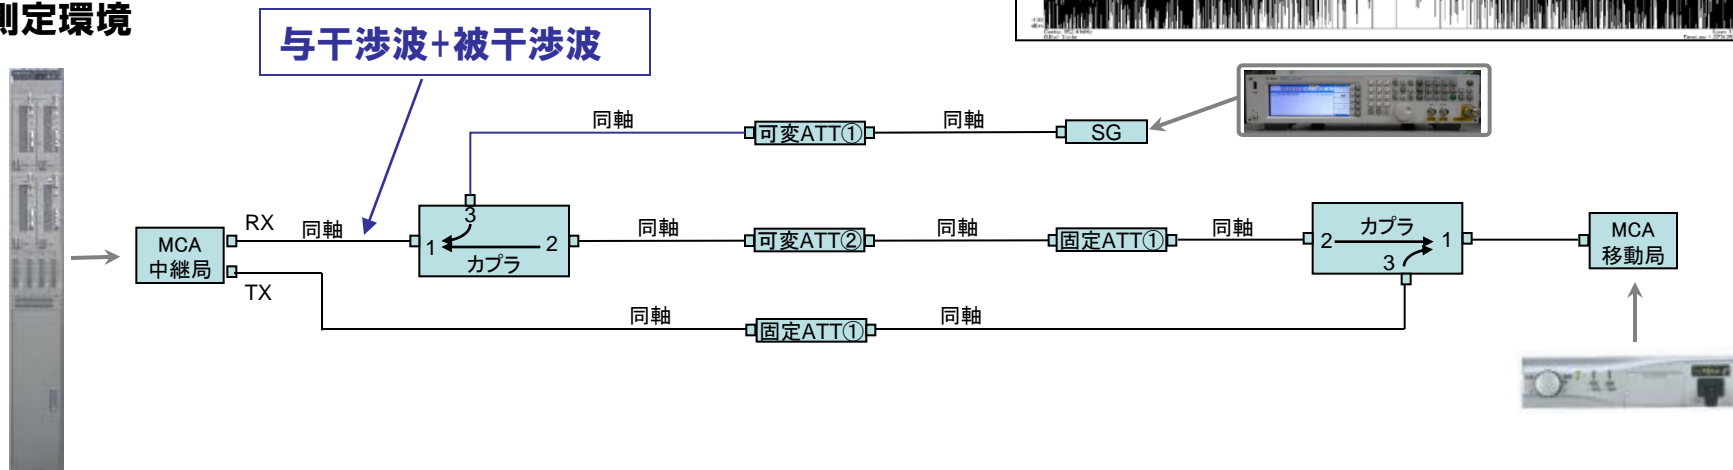 測定環境
与干渉波+被干渉波
同軸
可変ATT①
同軸
SG
MCA
中継局
RX
同軸
TX
3
1
2
カプラ
同軸
可変ATT②
同軸
固定ATT①
同軸
カプラ
2
1
3
MCA
移動局
同軸
固定ATT①
同軸